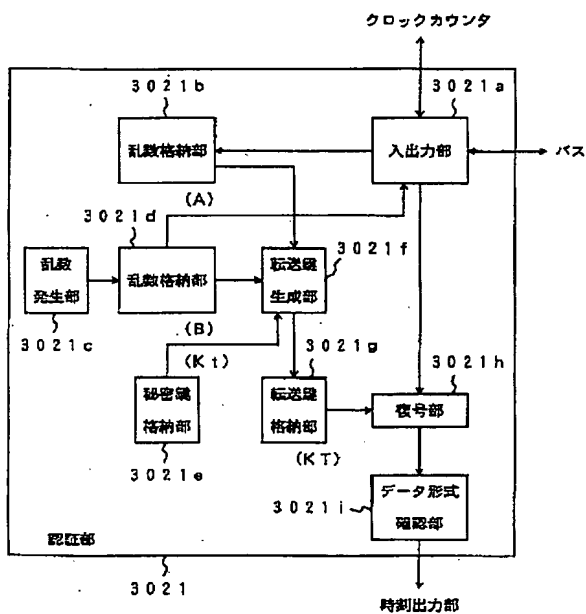 クロックカウンタ
3021b
3021a
乱数格納部
入出力部
バス
(A)
3021d
3021f
乱数
発生部
乱数格納部
転送鍵
生成部
3021c
(B)
(Kt)
3021g
3021h
秘密鍵
格納部
転送鍵
格納部
復号部
3021e
(KT)
データ形式
確認部
3021i
認証部
3021
時刻出力部